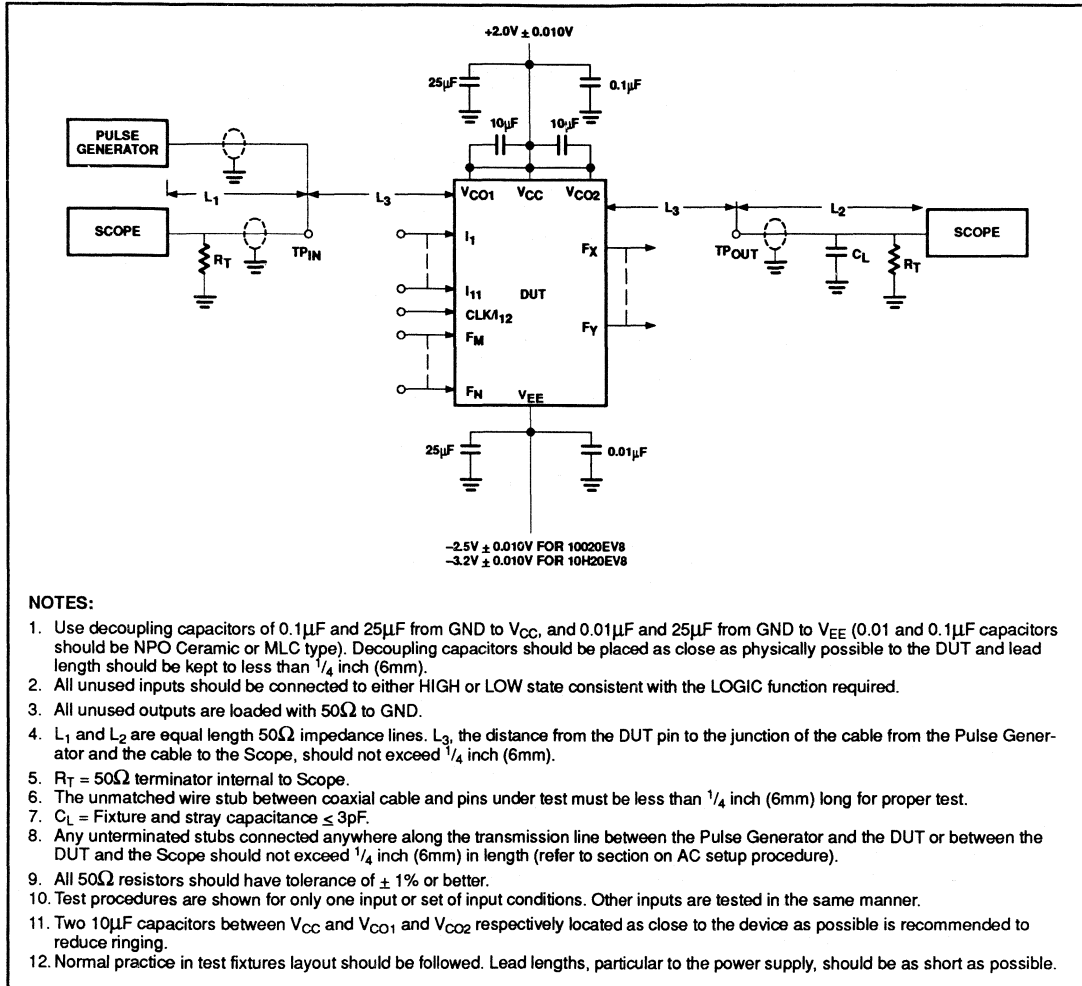 +2.0V ± 0.010V
25µF
0.1µF
10µF
10µF
PULSE
GENERATOR
L1
L3
VCO1
VCC
VCO2
L3
L2
SCOPE
RT
TPIN
I1
FX
TPOUT
CL
RT
SCOPE
I11
DUT
CLK/I12
FM
FY
FN
VEE
25µF
0.01µF
–2.5V ± 0.010V FOR 10020EV8
–3.2V ± 0.010V FOR 10H20EV8
NOTES:
1. Use decoupling capacitors of 0.1µF and 25µF from GND to VCC, and 0.01µF and 25µF from GND to VEE (0.01 and 0.1µF capacitors
should be NPO Ceramic or MLC type). Decoupling capacitors should be placed as close as physically possible to the DUT and lead
length should be kept to less than 1/4 inch (6mm).
2. All unused inputs should be connected to either HIGH or LOW state consistent with the LOGIC function required.
3. All unused outputs are loaded with 50Ω to GND.
4. L1 and L2 are equal length 50Ω impedance lines. L3, the distance from the DUT pin to the junction of the cable from the Pulse Gener-
ator and the cable to the Scope, should not exceed 1/4 inch (6mm).
5. RT = 50Ω terminator internal to Scope.
6. The unmatched wire stub between coaxial cable and pins under test must be less than 1/4 inch (6mm) long for proper test.
7. CL = Fixture and stray capacitance ≤ 3pF.
8. Any unterminated stubs connected anywhere along the transmission line between the Pulse Generator and the DUT or between the
DUT and the Scope should not exceed 1/4 inch (6mm) in length (refer to section on AC setup procedure).
9. All 50Ω resistors should have tolerance of ± 1% or better.
10. Test procedures are shown for only one input or set of input conditions. Other inputs are tested in the same manner.
11. Two 10µF capacitors between VCC and VCO1 and VCO2 respectively located as close to the device as possible is recommended to
reduce ringing.
12. Normal practice in test fixtures layout should be followed. Lead lengths, particular to the power supply, should be as short as possible.